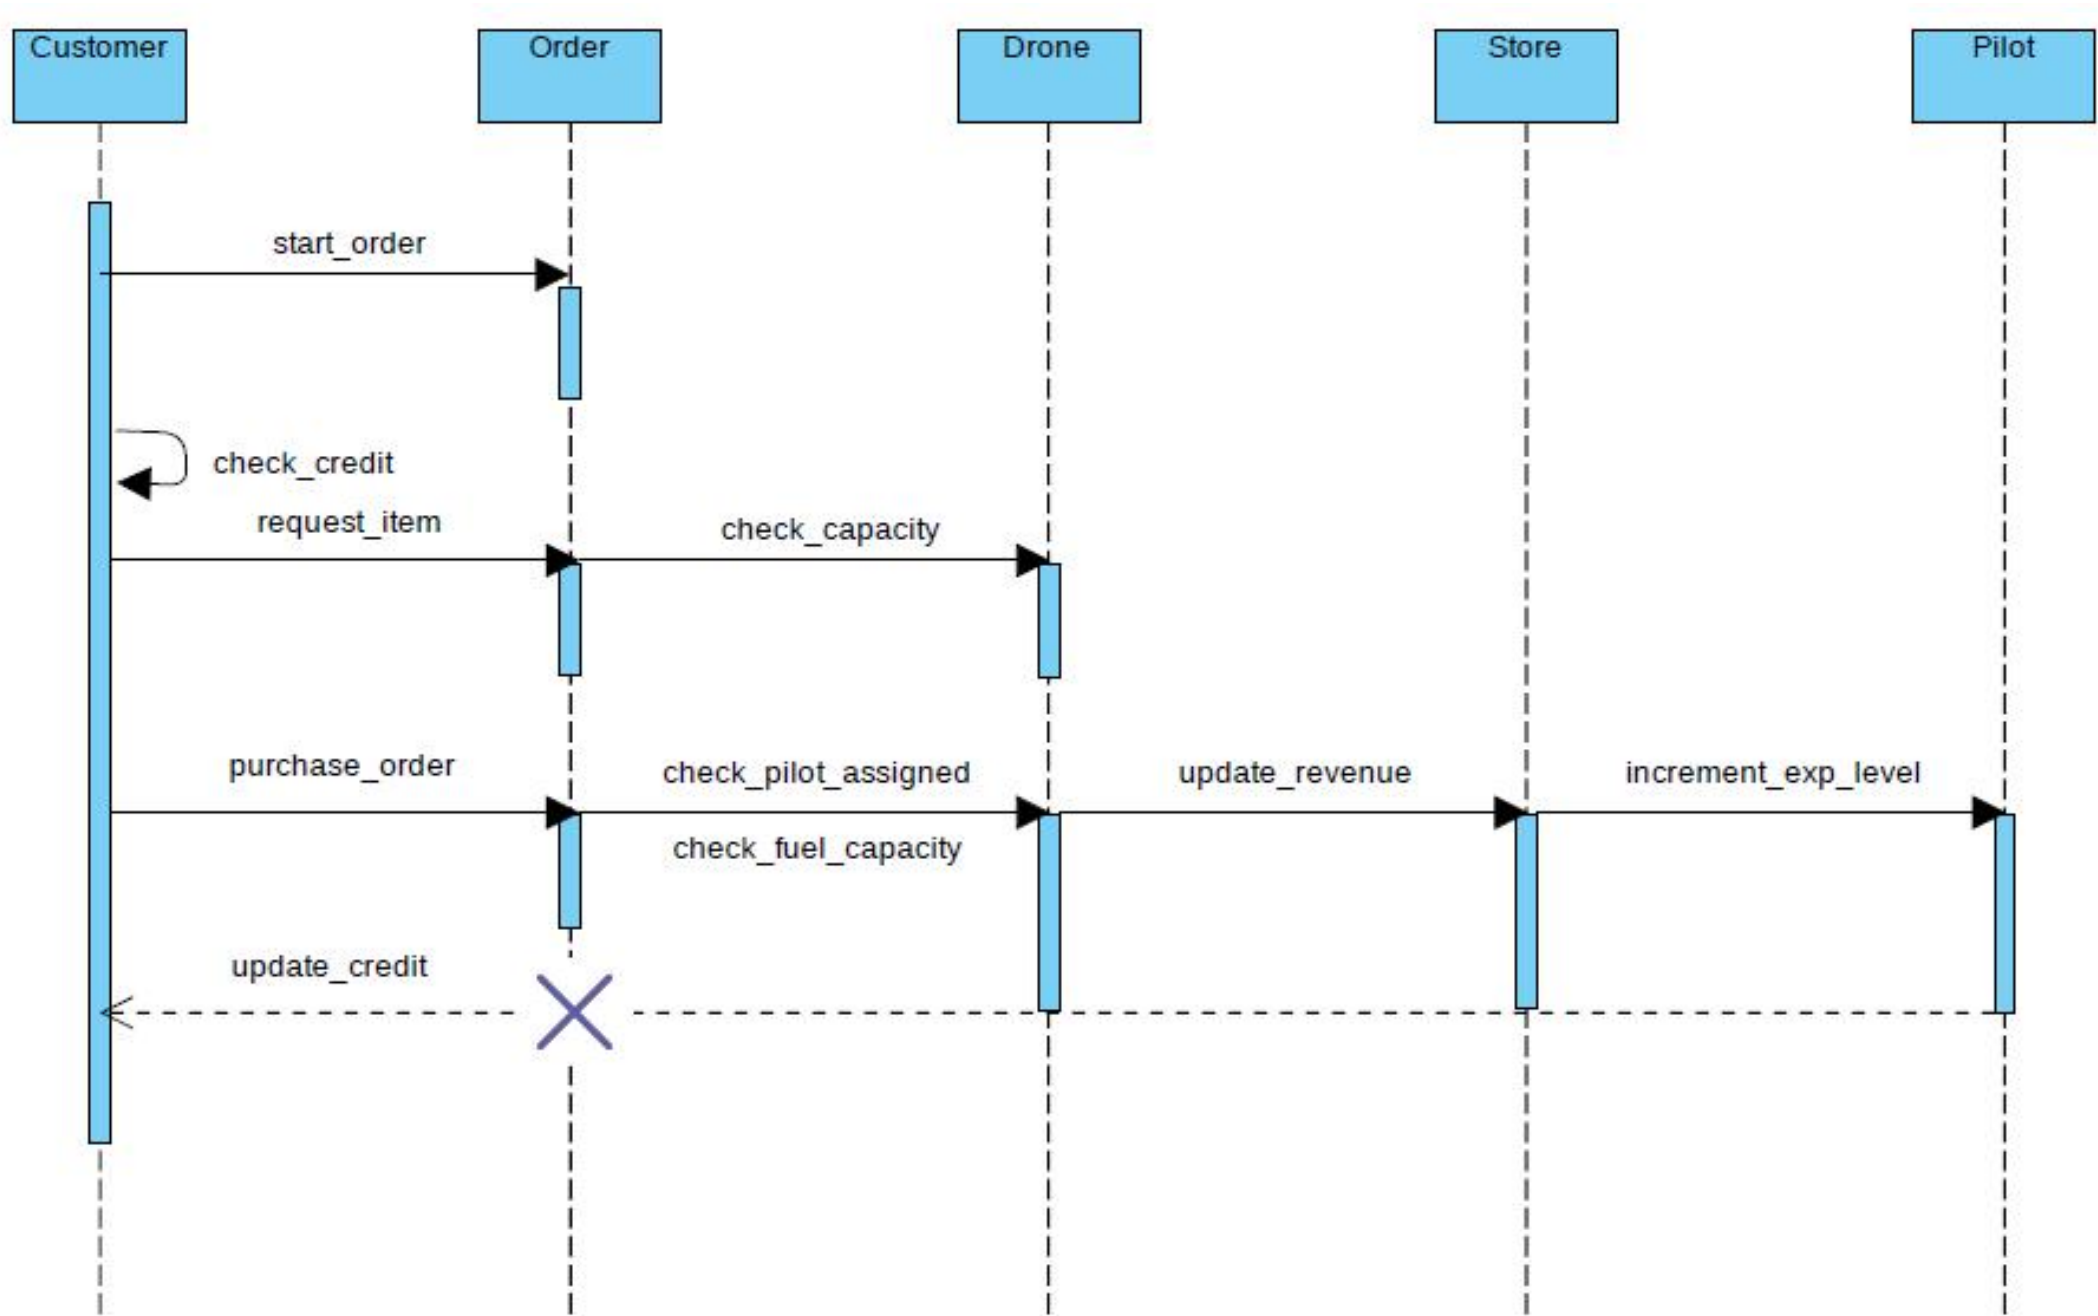 Customer
Order
Drone
Store
Pilot
start_order
check_credit
request_item
check_capacity
purchase_order
check_pilot_assigned
update_revenue
increment_exp_level
check_fuel_capacity
update_credit